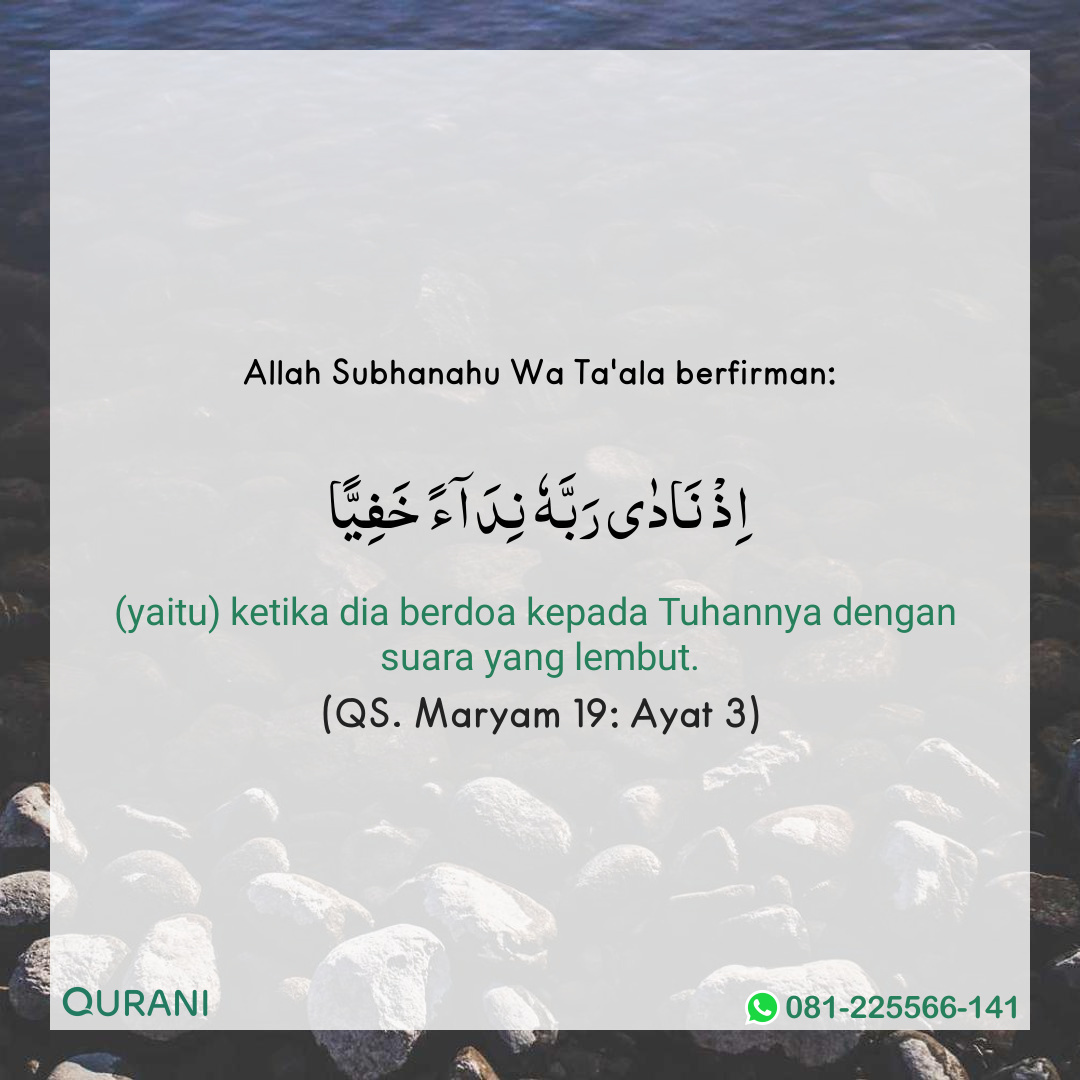 Allah Subhanahu Wa Ta'ala berfirman:
اِذْ نَادٰى رَبَّهٗ نِدَآءً خَفِيًّا
(yaitu) ketika dia berdoa kepada Tuhannya dengan
suara yang lembut.
(QS. Maryam 19: Ayat 3)
QURANI
081-225566-141